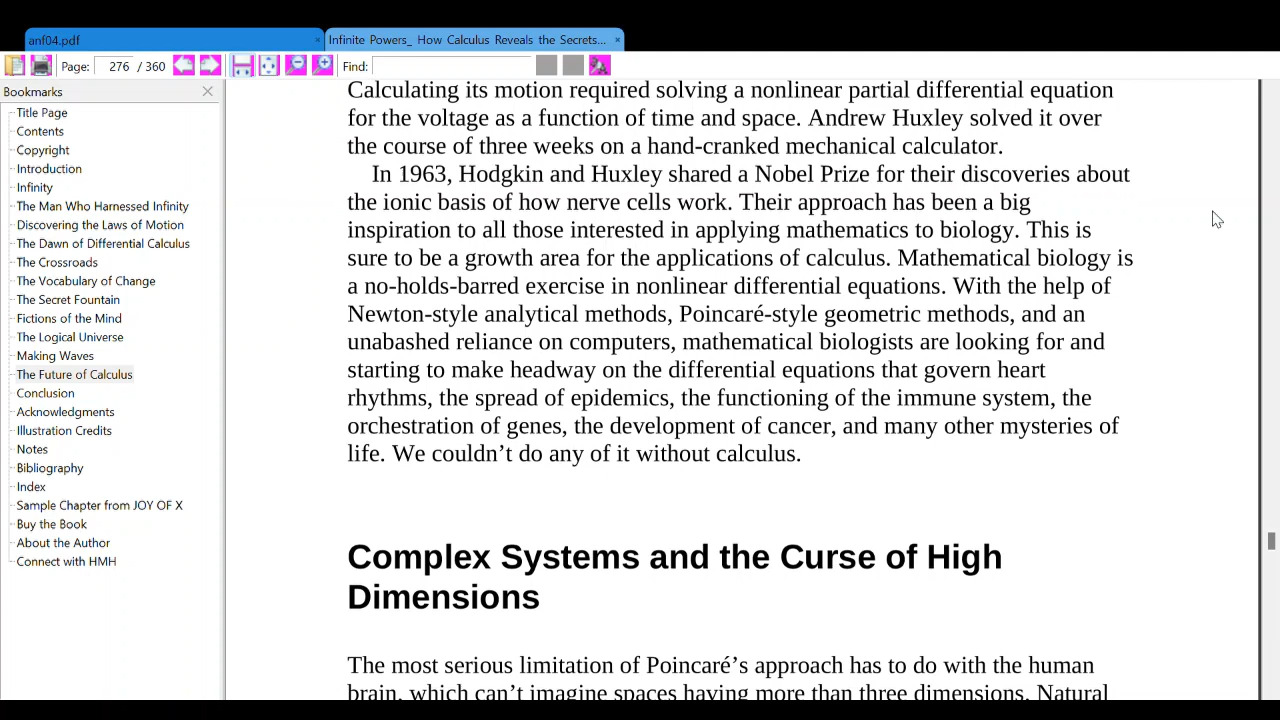 anf04.pdf ×
Infinite Powers_ How Calculus Reveals the Secrets... ×
Page: 276 / 360 Find:
Bookmarks
Title Page
Contents
Copyright
Introduction
Infinity
The Man Who Harnessed Infinity
Discovering the Laws of Motion
The Dawn of Differential Calculus
The Crossroads
The Vocabulary of Change
The Secret Fountain
Fictions of the Mind
The Logical Universe
Making Waves
The Future of Calculus
Conclusion
Acknowledgments
Illustration Credits
Notes
Bibliography
Index
Sample Chapter from JOY OF X
Buy the Book
About the Author
Connect with HMH
Calculating its motion required solving a nonlinear partial differential equation
for the voltage as a function of time and space. Andrew Huxley solved it over
the course of three weeks on a hand-cranked mechanical calculator.
In 1963, Hodgkin and Huxley shared a Nobel Prize for their discoveries about
the ionic basis of how nerve cells work. Their approach has been a big
inspiration to all those interested in applying mathematics to biology. This is
sure to be a growth area for the applications of calculus. Mathematical biology is
a no-holds-barred exercise in nonlinear differential equations. With the help of
Newton-style analytical methods, Poincaré-style geometric methods, and an
unabashed reliance on computers, mathematical biologists are looking for and
starting to make headway on the differential equations that govern heart
rhythms, the spread of epidemics, the functioning of the immune system, the
orchestration of genes, the development of cancer, and many other mysteries of
life. We couldn’t do any of it without calculus.
Complex Systems and the Curse of High
Dimensions
The most serious limitation of Poincaré’s approach has to do with the human
brain, which can’t imagine spaces having more than three dimensions. Natural